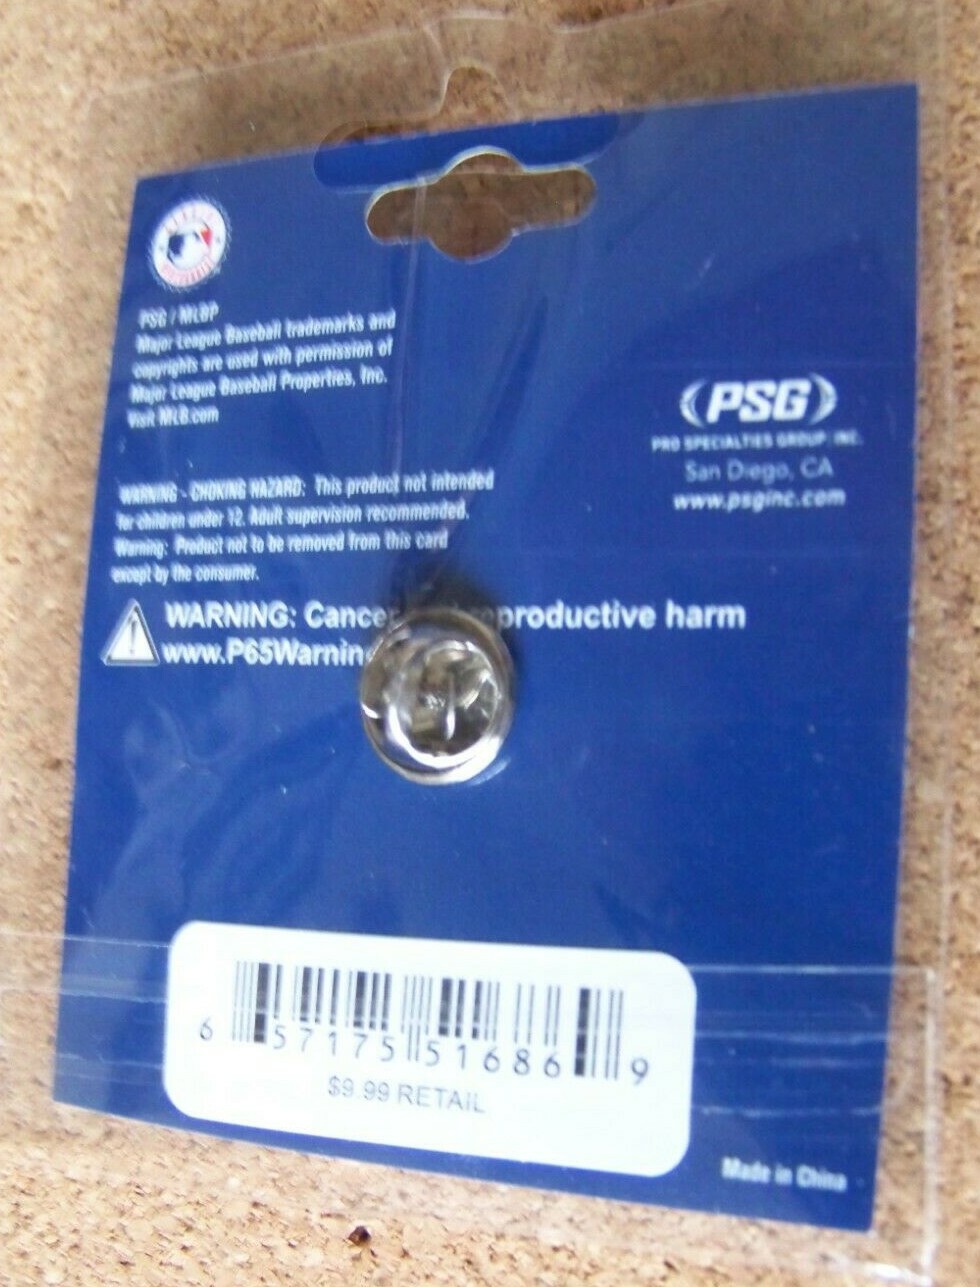 PSG / MLBP
Major League Baseball trademarks and
copyrights are used with permission of
Major League Baseball Properties, Inc.
Visit MLB.com
PSG
PRO SPECIALTIES GROUP, INC.
San Diego, CA
www.psginc.com
WARNING - CHOKING HAZARD: This product not intended
for children under 12. Adult supervision recommended.
Warning: Product not to be removed from this card
except by the consumer.
WARNING: Cancer productive harm
www.P65Warnin
6 57175 51686 9
$9.99 RETAIL
Made in China